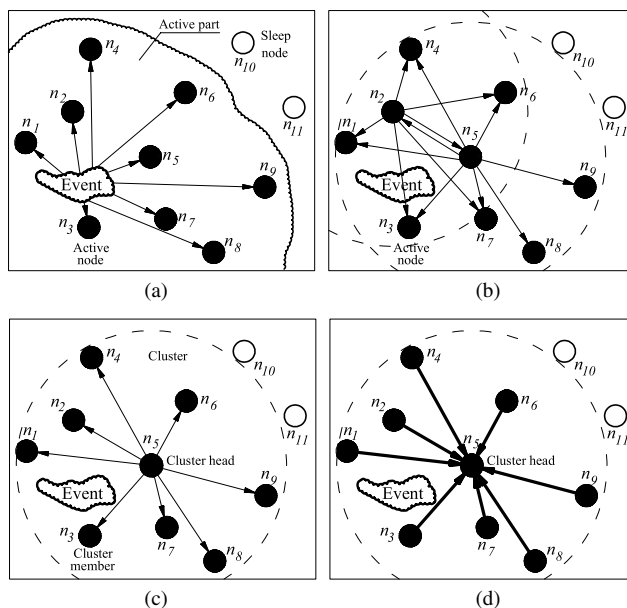 Active part
n4
Sleep
node
n10
n2
n6
n11
n1
n5
Event
n9
n3
n7
Active
node
n8
(a)
n4
n10
n2
n6
n5
n11
n1
Event
n9
n3
n7
Active
node
n8
(b)
n4
Cluster
n10
n2
n6
n1
n5
n11
Cluster head
Event
n9
n3
n7
Cluster
member
n8
(c)
n4
n10
n2
n6
n1
n5
n11
Cluster head
Event
n9
n3
n7
n8
(d)